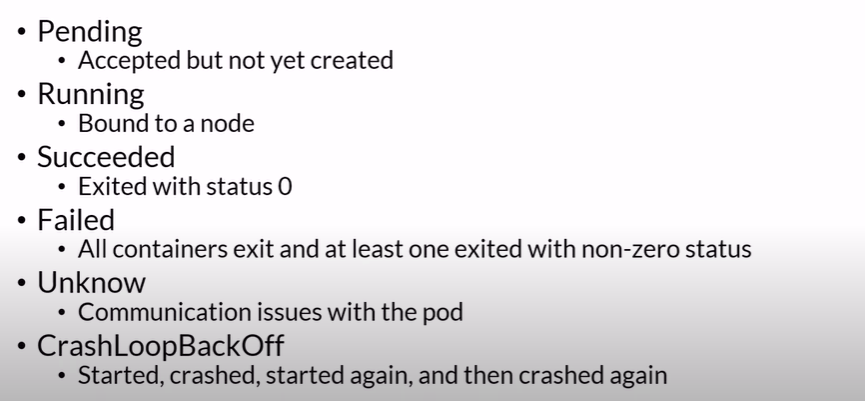 • Pending
• Accepted but not yet created
• Running
• Bound to a node
• Succeeded
• Exited with status 0
• Failed
• All containers exit and at least one exited with non-zero status
• Unknow
• Communication issues with the pod
• CrashLoopBackOff
• Started, crashed, started again, and then crashed again